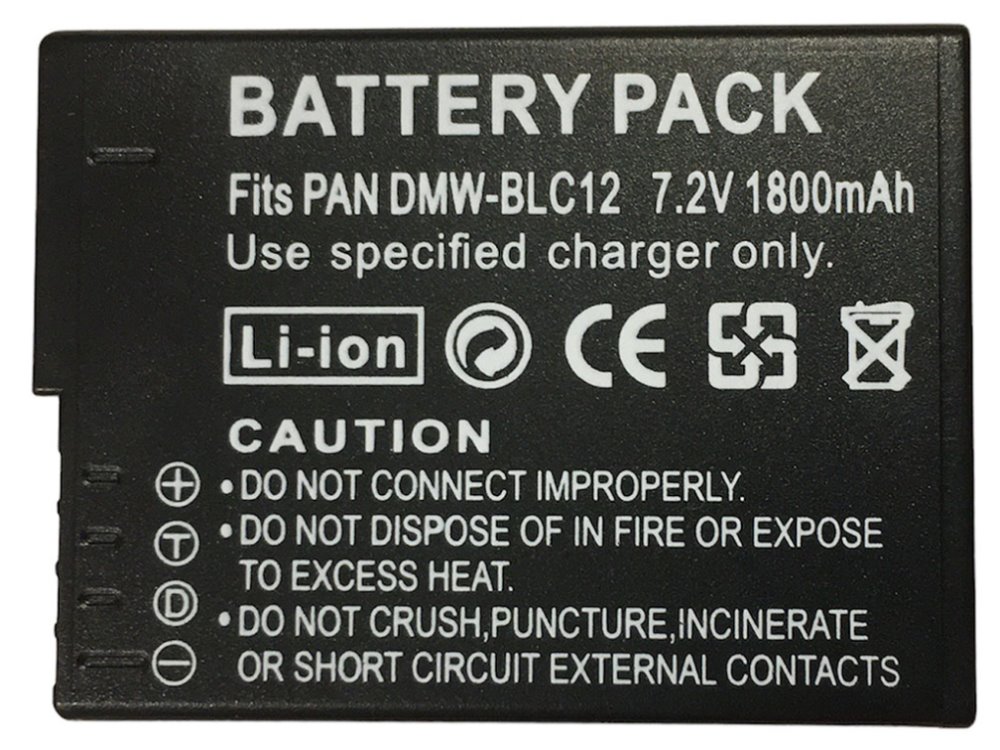 BATTERY PACK
Fits PAN DMW-BLC12 7.2V 1800mAh
Use specified charger only.
Li-ion CE
CAUTION
+ •DO NOT CONNECT IMPROPERLY.
T •DO NOT DISPOSE OF IN FIRE OR EXPOSE
TO EXCESS HEAT.
D •DO NOT CRUSH,PUNCTURE,INCINERATE
− OR SHORT CIRCUIT EXTERNAL CONTACTS